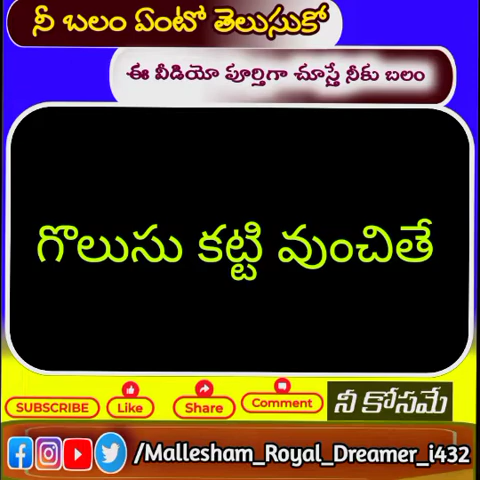 నీ బలం ఏంటో తెలుసుకో
ఈ వీడియో పూర్తిగా చూస్తే నీకు బలం
గొలుసు కట్టి వుంచితే
SUBSCRIBE Like Share Comment నీ కోసమే
/Mallesham_Royal_Dreamer_i432